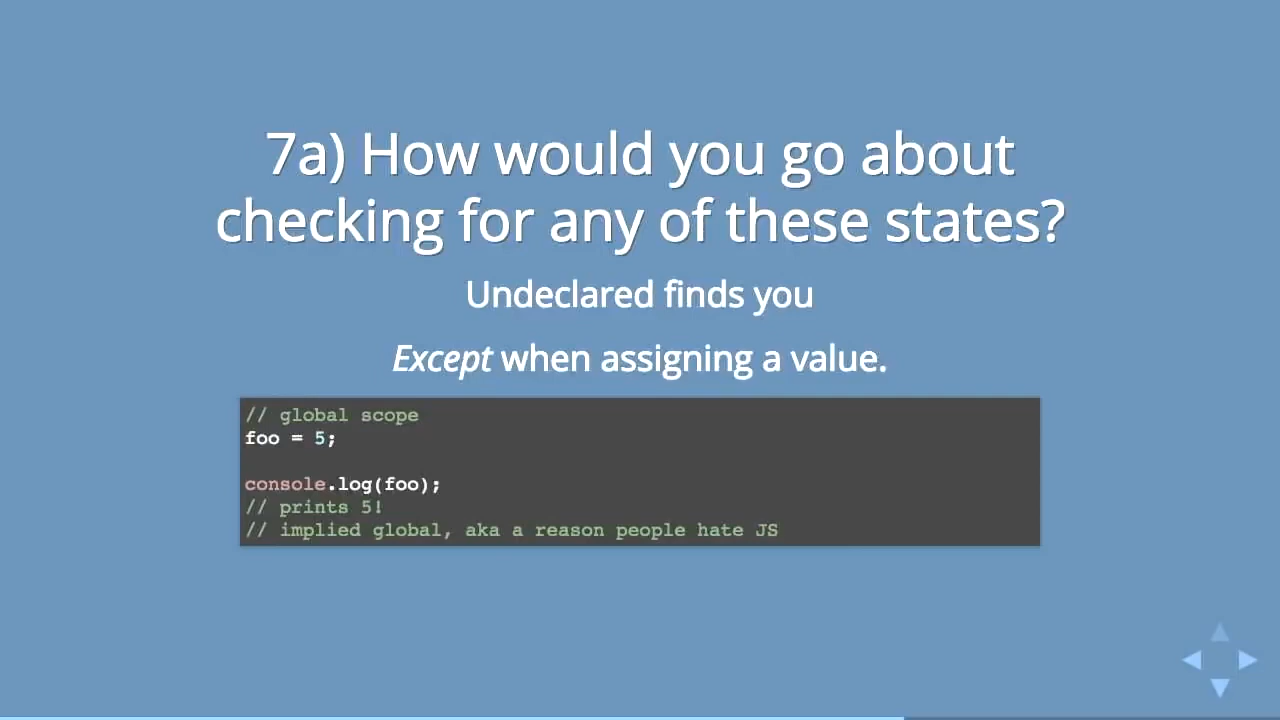 7a) How would you go about
checking for any of these states?
Undeclared finds you
Except when assigning a value.
// global scope
foo = 5;
console.log(foo);
// prints 5!
// implied global, aka a reason people hate JS